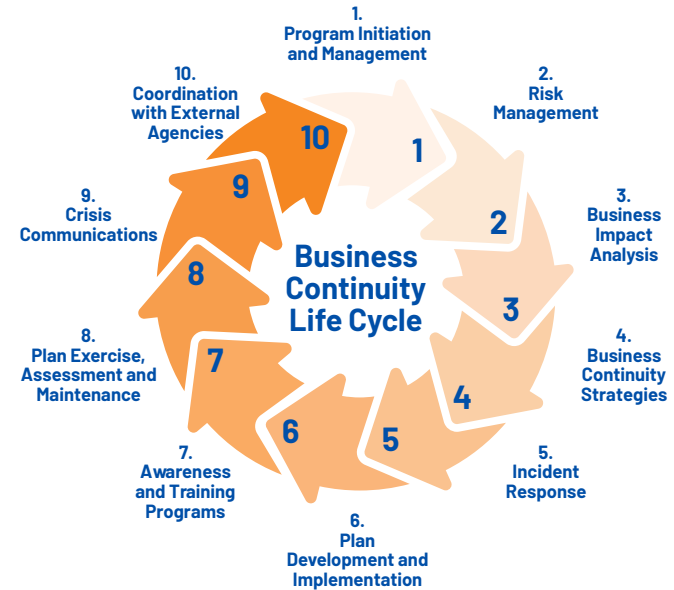 1.
Program Initiation
and Management
2.
Risk
Management
3.
Business
Impact
Analysis
4.
Business
Continuity
Strategies
5.
Incident
Response
6.
Plan
Development and
Implementation
7.
Awareness
and Training
Programs
8.
Plan Exercise,
Assessment and
Maintenance
9.
Crisis
Communications
10.
Coordination
with External
Agencies
1
2
3
4
5
6
7
8
9
10
Business
Continuity
Life Cycle